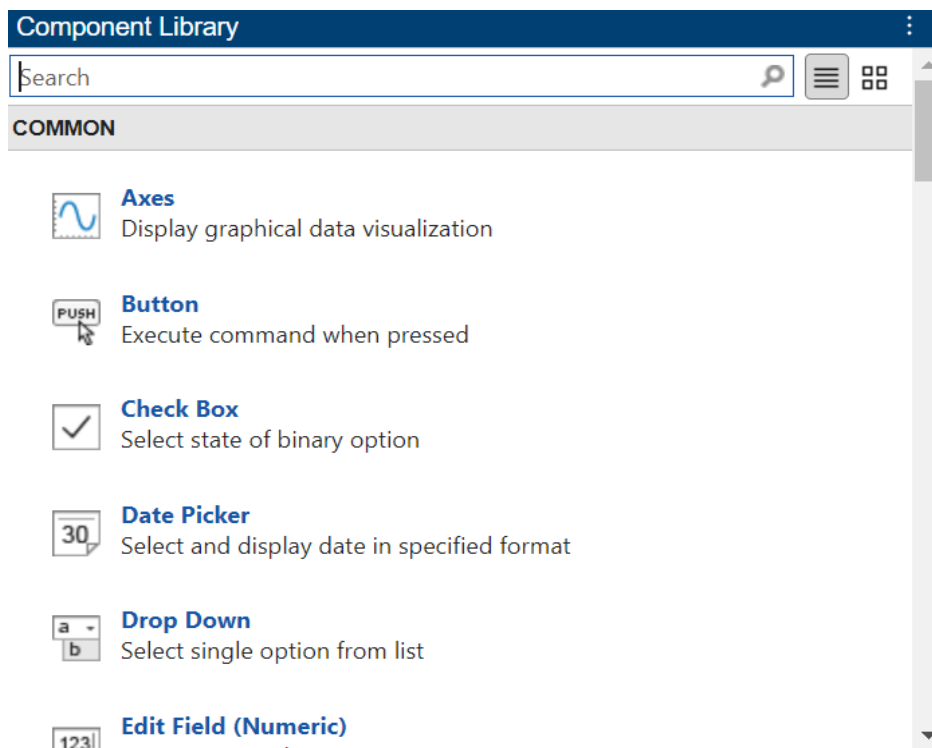 Component Library
Search
COMMON
Axes
Display graphical data visualization
PUSH
Button
Execute command when pressed
Check Box
Select state of binary option
30
Date Picker
Select and display date in specified format
a
b
Drop Down
Select single option from list
123
Edit Field (Numeric)